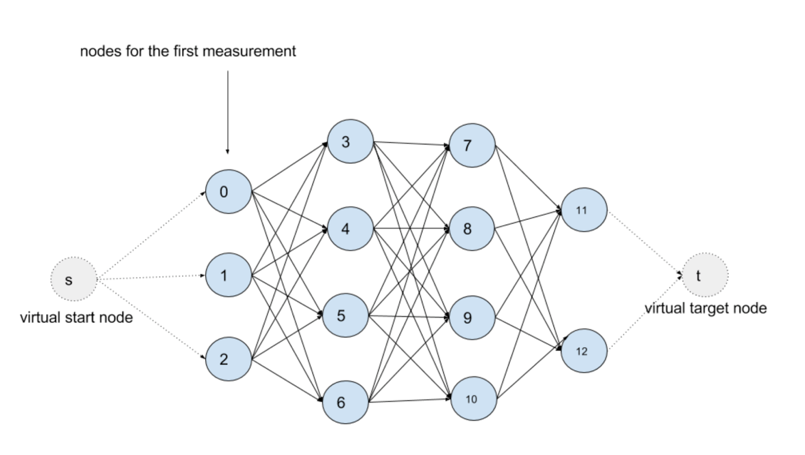 nodes for the first measurement
3
7
0
11
4
8
1
s
t
virtual start node
virtual target node
5
9
2
12
6
10